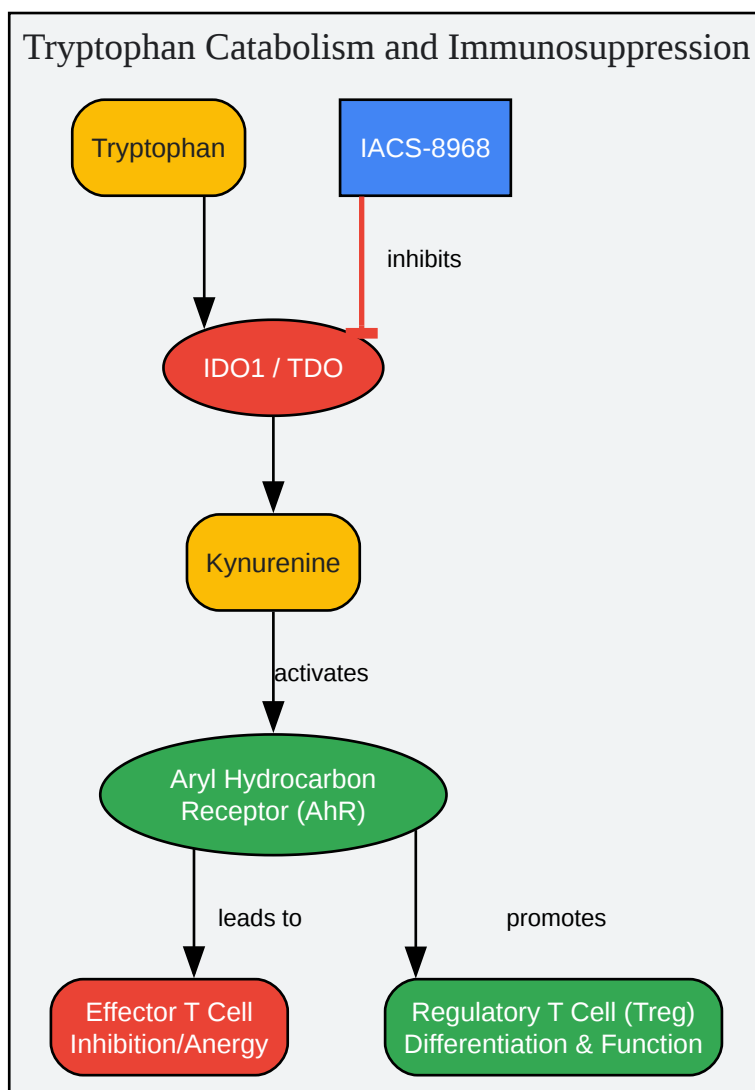 Tryptophan Catabolism and Immunosuppression
Tryptophan
IACS-8968
inhibits
IDO1 / TDO
Kynurenine
activates
Aryl Hydrocarbon
Receptor (AhR)
leads to
promotes
Effector T Cell
Inhibition/Anergy
Regulatory T Cell (Treg)
Differentiation & Function